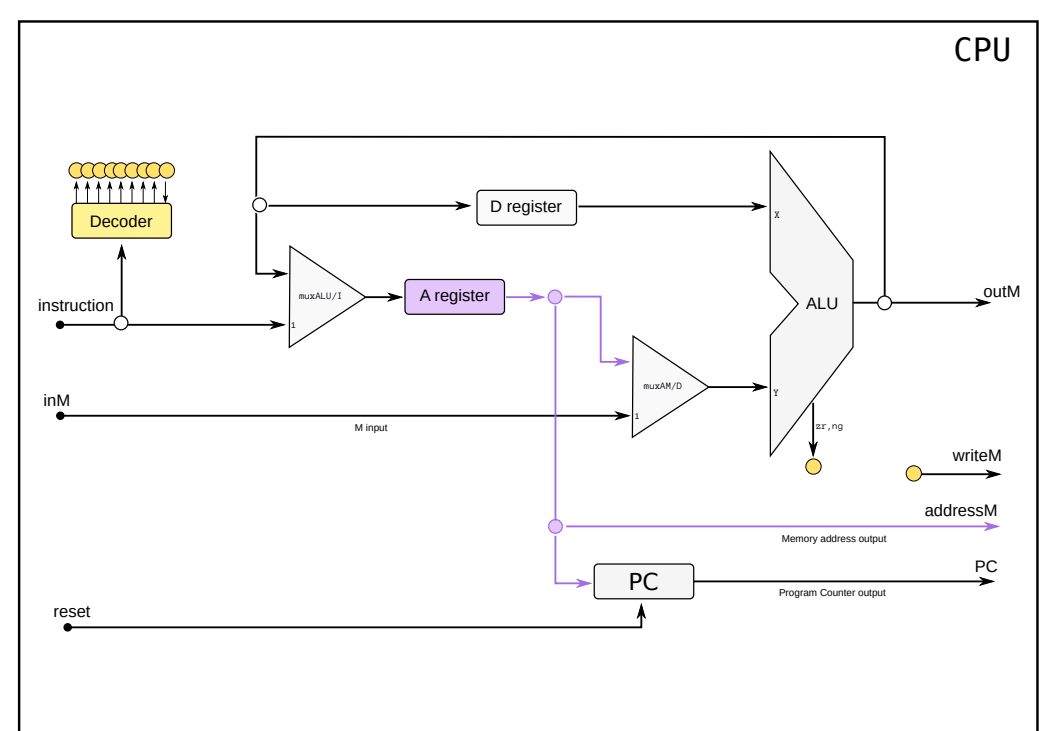 CPU
Decoder
D register
X
instruction
muxALU/I
1
A register
ALU
outM
inM
M input
muxAM/D
1
Y
zr,ng
writeM
addressM
Memory address output
PC
PC
Program Counter output
reset